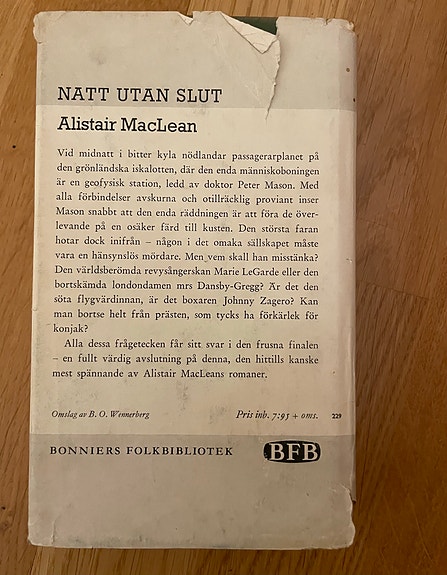 NATT UTAN SLUT
Alistair MacLean
Vid midnatt i bitter kyla nödlandar passagerarplanet på
den grönländska iskalotten, där den enda människoboningen
är en geofysisk station, ledd av doktor Peter Mason. Med
alla förbindelser avskurna och otillräcklig proviant inser
Mason snabbt att den enda räddningen är att föra de över-
levande på en osäker färd till kusten. Den största faran
hotar dock inifrån – någon i det omaka sällskapet måste
vara en hänsynslös mördare. Men vem skall han misstänka?
Den världsberömda revysångerskan Marie LeGarde eller den
bortskämda londondamen mrs Dansby-Gregg? Är det den
söta flygvärdinnan, är det boxaren Johnny Zagero? Kan
man bortse helt från prästen, som tycks ha förkärlek för
konjak?
Alla dessa frågetecken får sitt svar i den frusna finalen
– en fullt värdig avslutning på denna, den hittills kanske
mest spännande av Alistair MacLeans romaner.
Omslag av B. O. Wennerberg Pris inb. 7:95 + oms. 229
BONNIERS FOLKBIBLIOTEK BFB